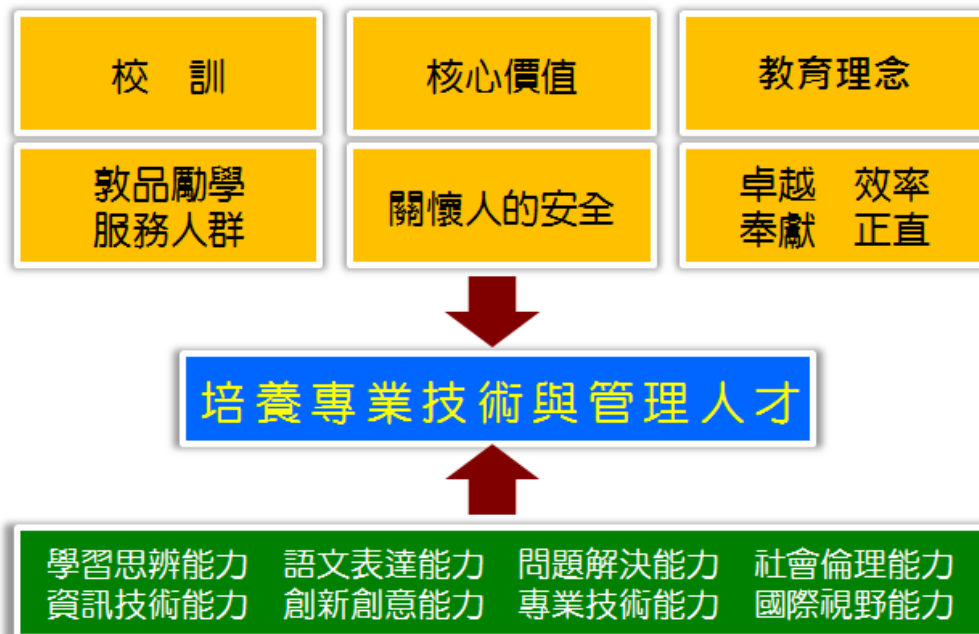 校 訓
核心價值
教育理念
敦品勵學
服務人群
關懷人的安全
卓越 效率
奉獻 正直
培養專業技術與管理人才
學習思辨能力 語文表達能力 問題解決能力 社會倫理能力
資訊技術能力 創新創意能力 專業技術能力 國際視野能力